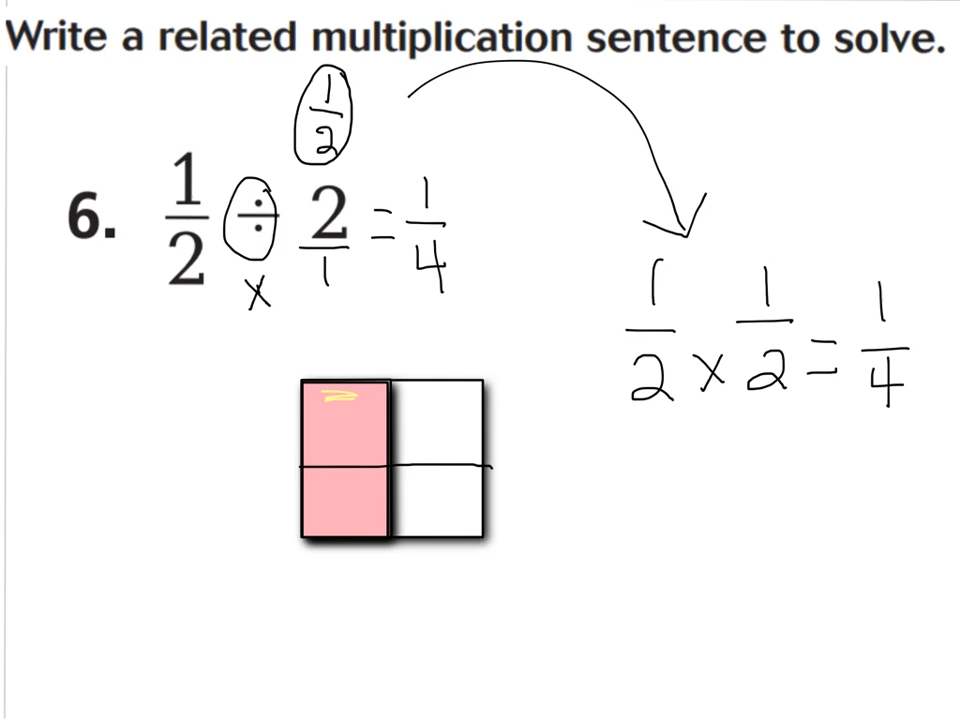 Write a related multiplication sentence to solve.
1/2
6. 1/2 ÷ 2/1 = 1/4
x
1/2 x 1/2 = 1/4